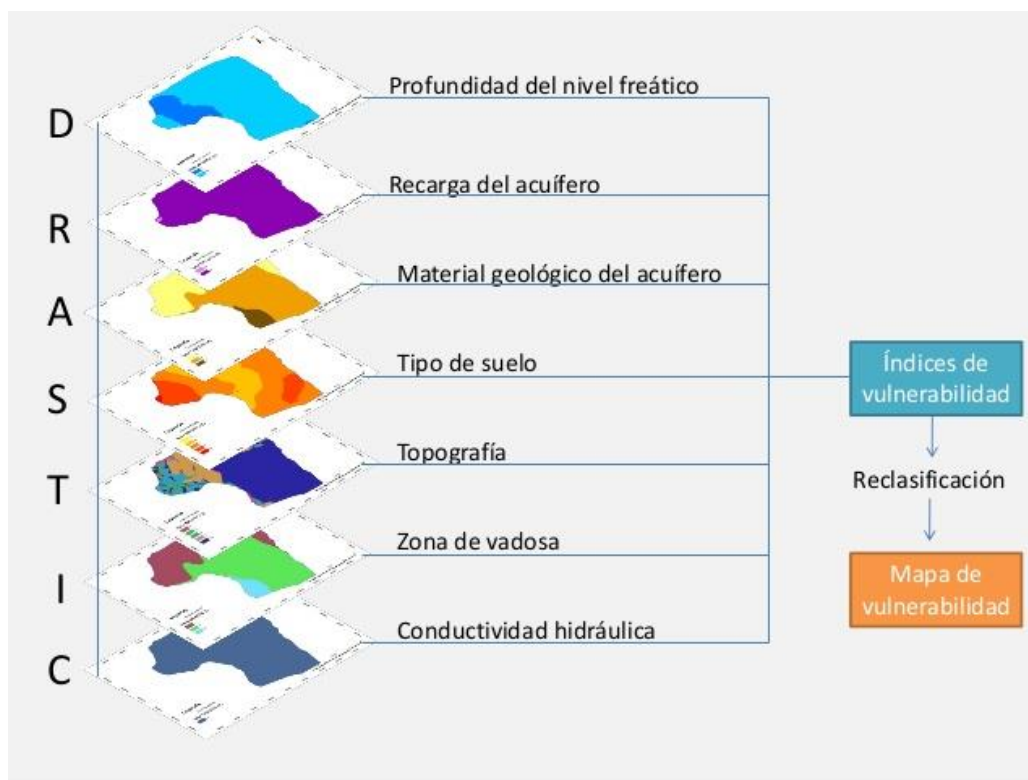 D
Profundidad del nivel freático
R
Recarga del acuífero
A
Material geológico del acuífero
S
Tipo de suelo
T
Topografía
I
Zona de vadosa
C
Conductividad hidráulica
Índices de
vulnerabilidad
Reclasificación
Mapa de
vulnerabilidad